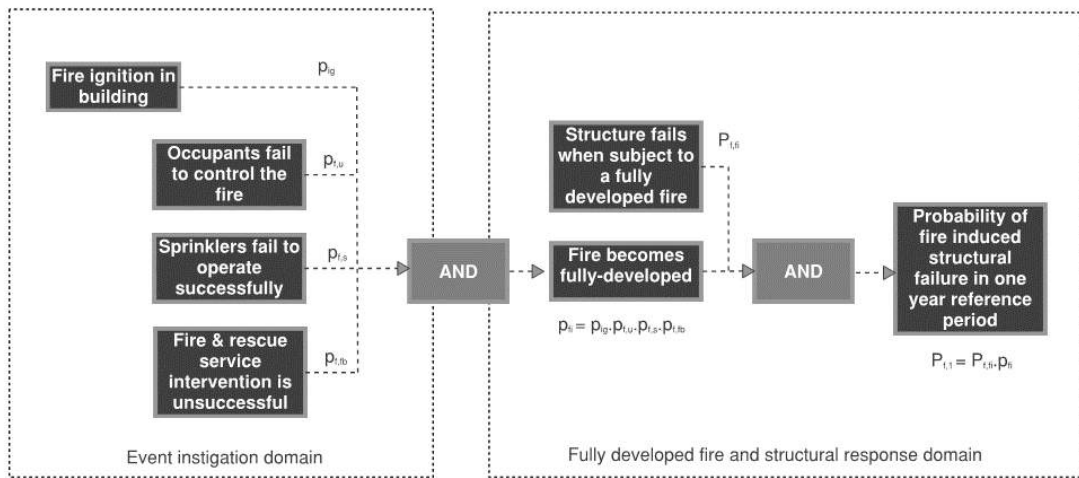 Fire ignition in
building
p_ig
Occupants fail
to control the
fire
p_f,u
Sprinklers fail to
operate
successfully
p_f,s
Fire & rescue
service
intervention is
unsuccessful
p_f,fb
Event instigation domain
AND
Structure fails
when subject to
a fully
developed fire
P_f,fi
Fire becomes
fully-developed
p_fi = p_ig.p_f,u.p_f,s.p_f,fb
AND
Probability of
fire induced
structural
failure in one
year reference
period
P_f,1 = P_f,fi.p_fi
Fully developed fire and structural response domain